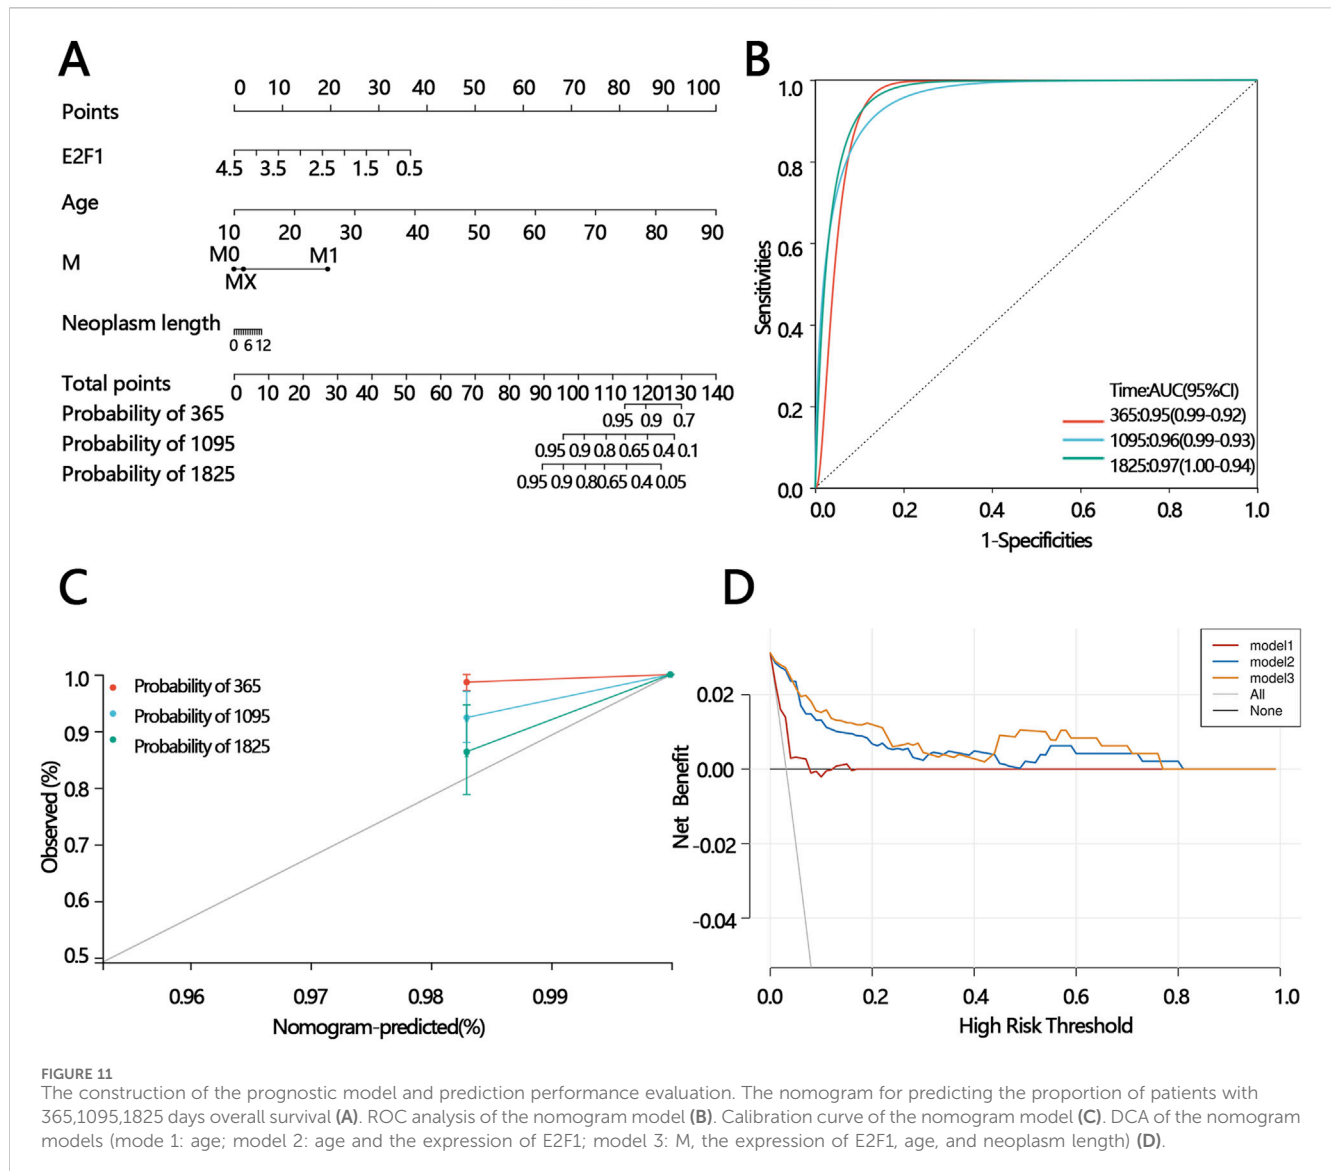 A
Points
0 10 20 30 40 50 60 70 80 90 100
E2F1
4.5 3.5 2.5 1.5 0.5
Age
10 20 30 40 50 60 70 80 90
M
M0 M1
MX
Neoplasm length
0 6 12
Total points
0 10 20 30 40 50 60 70 80 90 100 110 120 130 140
Probability of 365
0.95 0.9 0.7
Probability of 1095
0.95 0.9 0.8 0.65 0.4 0.1
Probability of 1825
0.95 0.9 0.80.65 0.4 0.05
B
Sensitivities
1.0
0.8
0.6
0.4
0.2
0.0
0.0 0.2 0.4 0.6 0.8 1.0
1-Specificities
Time:AUC(95%CI)
365:0.95(0.99-0.92)
1095:0.96(0.99-0.93)
1825:0.97(1.00-0.94)
C
Observed (%)
1.0
0.9
0.8
0.7
0.6
0.5
Probability of 365
Probability of 1095
Probability of 1825
0.96 0.97 0.98 0.99
Nomogram-predicted(%)
D
Net Benefit
0.02
0.00
-0.02
-0.04
model1
model2
model3
All
None
0.0 0.2 0.4 0.6 0.8 1.0
High Risk Threshold
FIGURE 11
The construction of the prognostic model and prediction performance evaluation. The nomogram for predicting the proportion of patients with
365,1095,1825 days overall survival (A). ROC analysis of the nomogram model (B). Calibration curve of the nomogram model (C). DCA of the nomogram
models (mode 1: age; model 2: age and the expression of E2F1; model 3: M, the expression of E2F1, age, and neoplasm length) (D).